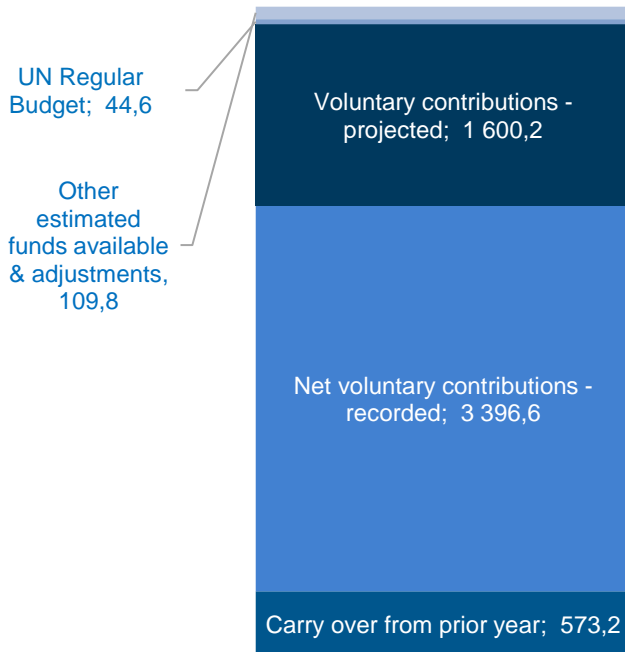 UN Regular
Budget; 44,6
Voluntary contributions -
projected; 1 600,2
Other
estimated
funds available
& adjustments,
109,8
Net voluntary contributions -
recorded; 3 396,6
Carry over from prior year; 573,2